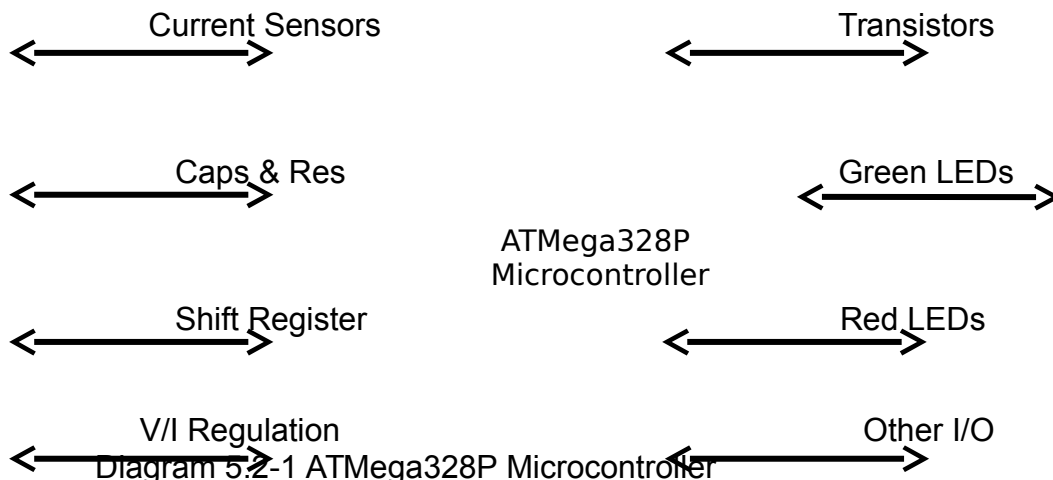 Current Sensors
Transistors
Caps & Res
Green LEDs
ATMega328P
Microcontroller
Shift Register
Red LEDs
V/I Regulation
Other I/O
Diagram 5.2-1 ATMega328P Microcontroller